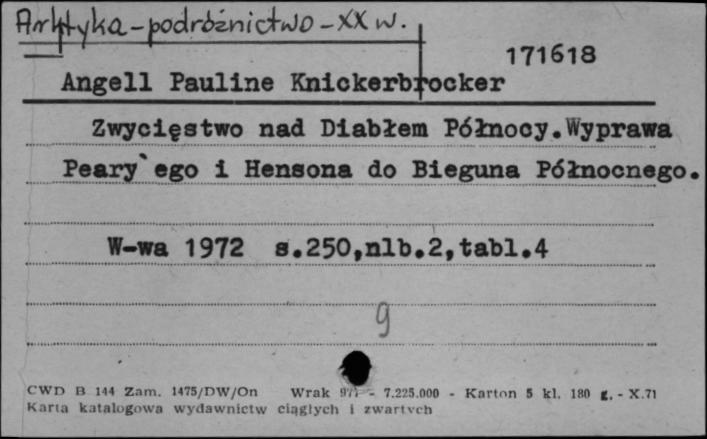 Arktyka - podróżnictwo - XX w.
171618
Angell Pauline Knickerbrocker
Zwycięstwo nad Diabłem Północy.Wyprawa
Peary`ego i Hensona do Bieguna Północnego.
W-wa 1972 s.250,nlb.2,tabl.4
9
CWD B 144 Zam. 1475/DW/On Wrak - 7.225.000 - Karton 5 kl. 180 g. - X.71
Karta katalogowa wydawnictw ciągłych i zwartych